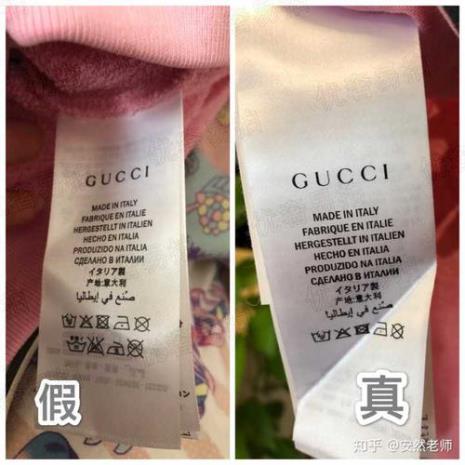 GUCCI
MADE IN ITALY
FABRIQUE EN ITALIE
HERGESTELLT IN ITALIEN
HECHO EN ITALIA
PRODUZIDO NA ITALIA
СДЕЛАНО В ИТАЛИИ
イタリア製
产地:意大利
صنع في إيطاليا
假
GUCCI
MADE IN ITALY
FABRIQUE EN ITALIE
HERGESTELLT IN ITALIEN
HECHO EN ITALIA
PRODUZIDO NA ITALIA
СДЕЛАНО В ИТАЛИИ
イタリア製
产地:意大利
صنع في إيطاليا
真
知乎 @安然老师